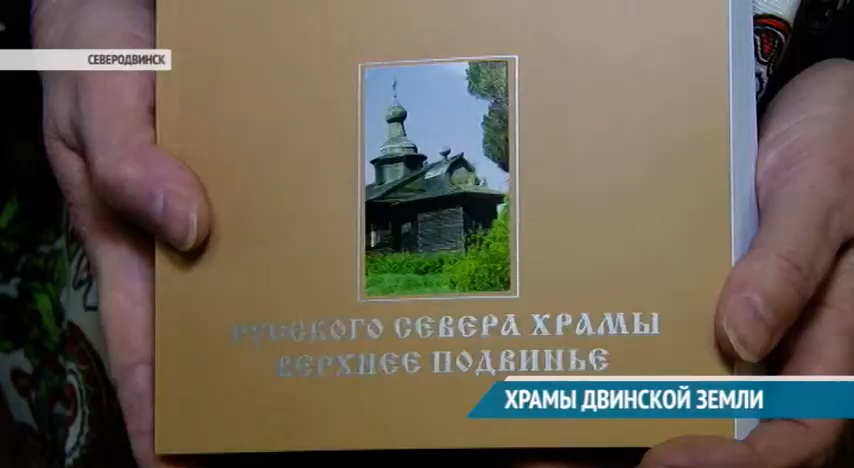 СЕВЕРОДВИНСК
РУССКОГО СЕВЕРА ХРАМЫ
ВЕРХНЕЕ ПОДВИНЬЕ
ХРАМЫ ДВИНСКОЙ ЗЕМЛИ